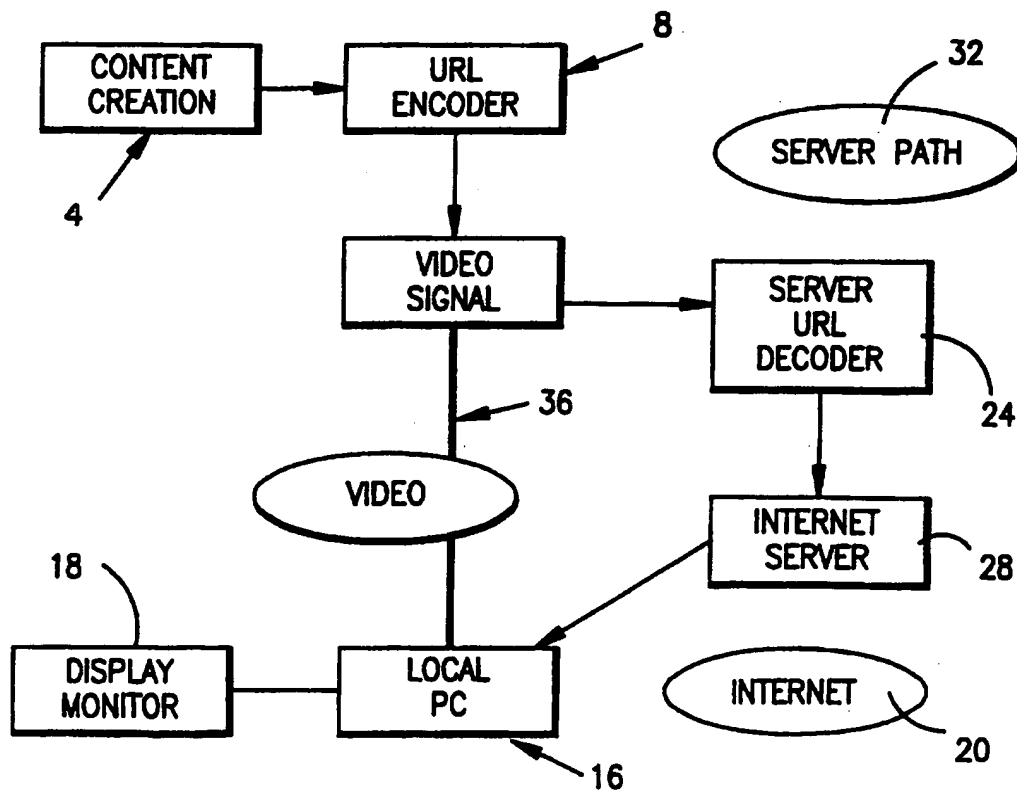 8
CONTENT
CREATION
URL
ENCODER
32
SERVER PATH
4
VIDEO
SIGNAL
SERVER
URL
DECODER
36
24
VIDEO
INTERNET
SERVER
18
28
DISPLAY
MONITOR
LOCAL
PC
INTERNET
16
20